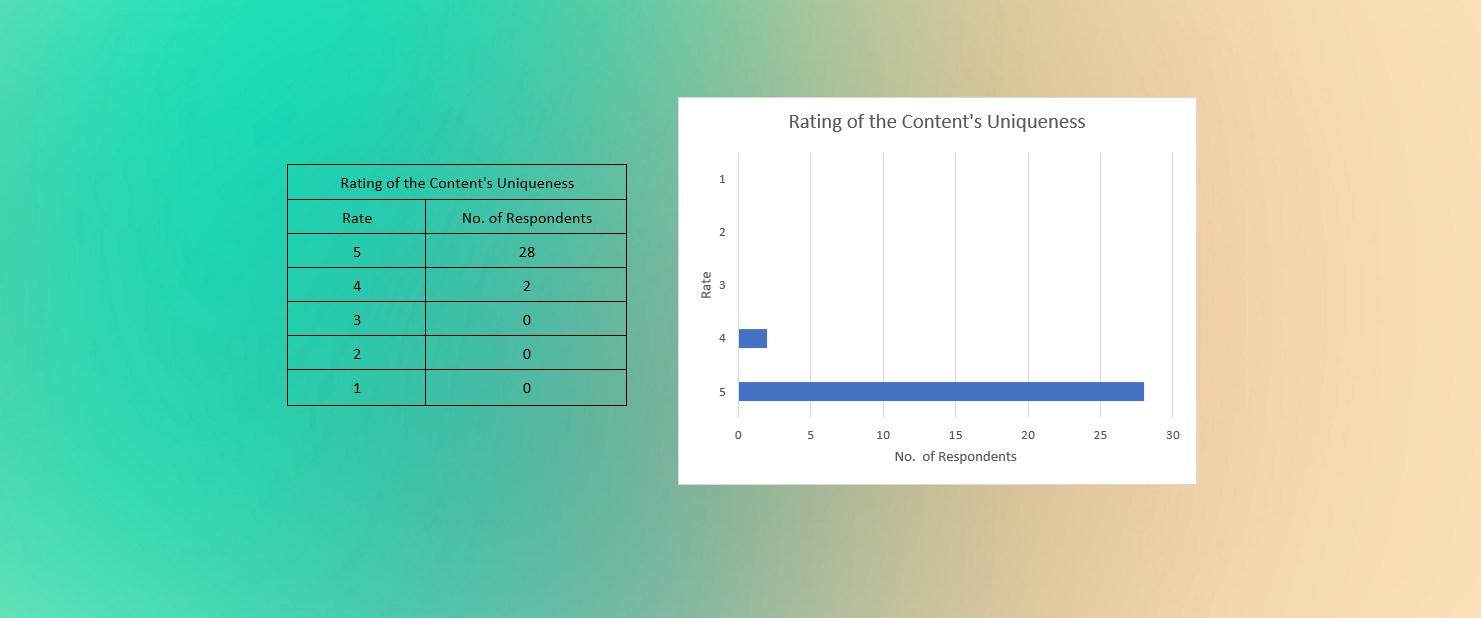 Rating of the Content's Uniqueness
Rate No. of Respondents
5 28
4 2
3 0
2 0
1 0
Rating of the Content's Uniqueness
1
2
3
4
5
Rate
0 5 10 15 20 25 30
No. of Respondents